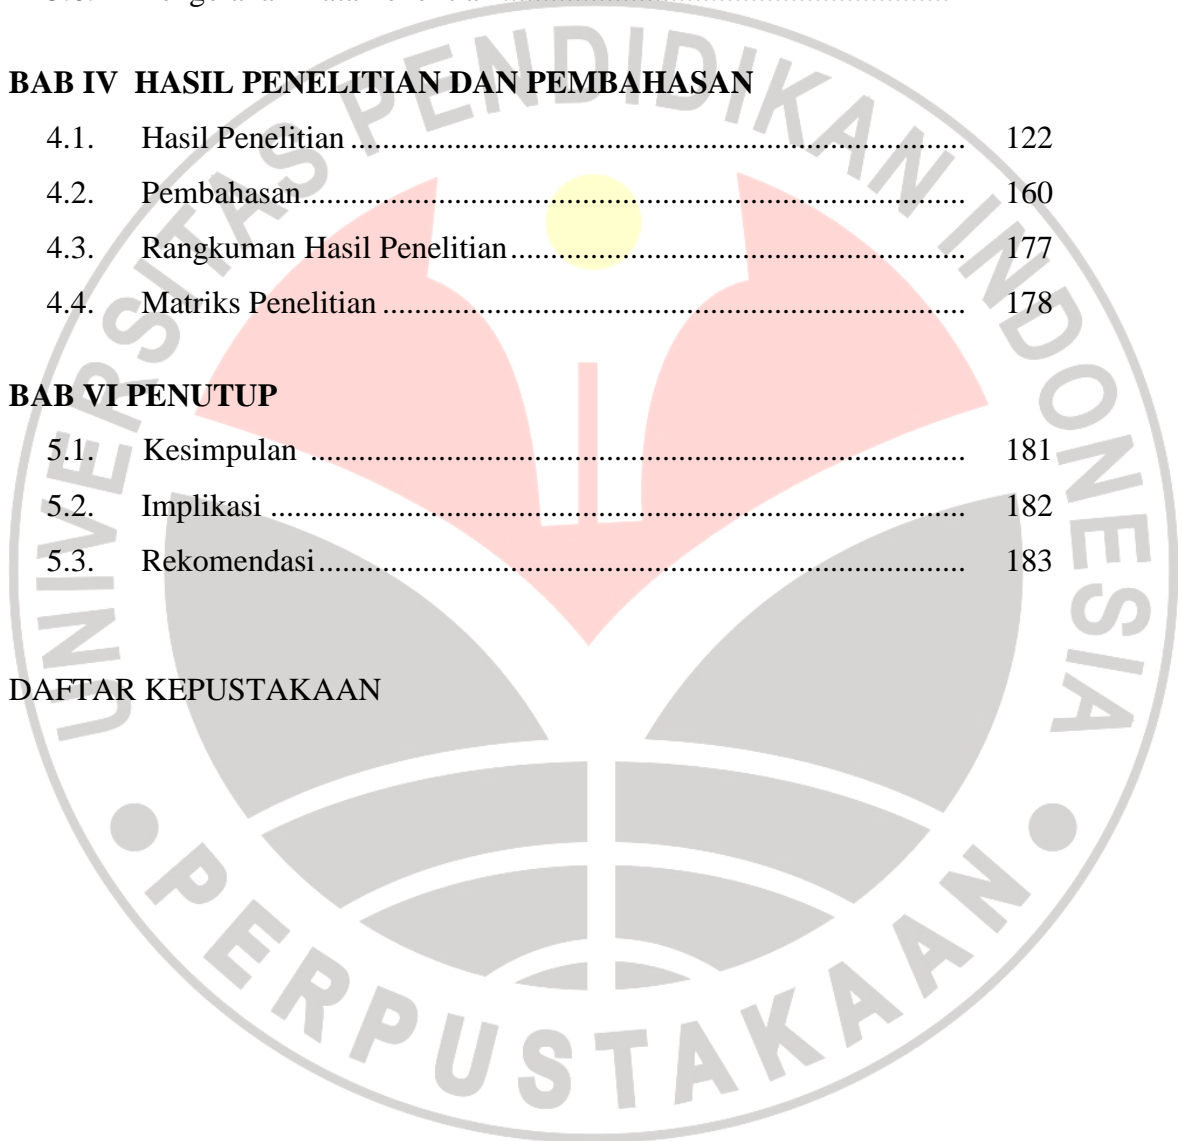 BAB IV HASIL PENELITIAN DAN PEMBAHASAN
4.1. Hasil Penelitian ............................................................................. 122
4.2. Pembahasan................................................................................... 160
4.3. Rangkuman Hasil Penelitian......................................................... 177
4.4. Matriks Penelitian ......................................................................... 178
BAB VI PENUTUP
5.1. Kesimpulan .................................................................................. 181
5.2. Implikasi ....................................................................................... 182
5.3. Rekomendasi................................................................................. 183
DAFTAR KEPUSTAKAAN
UNIVERSITAS PENDIDIKAN INDONESIA
PERPUSTAKAAN